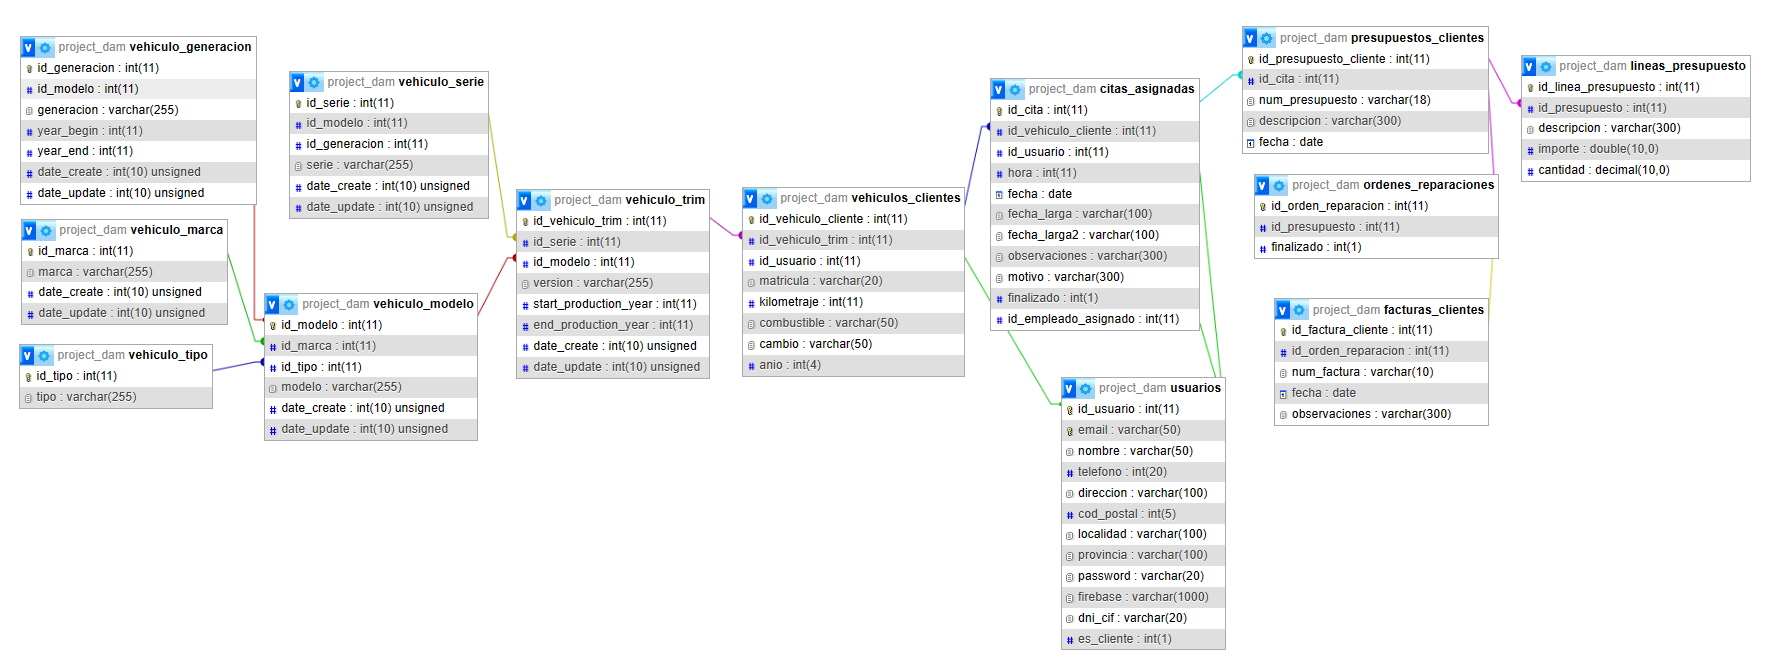 project_dam vehiculo_generacion
id_generacion : int(11)
id_modelo : int(11)
generacion : varchar(255)
year_begin : int(11)
year_end : int(11)
date_create : int(10) unsigned
date_update : int(10) unsigned
project_dam vehiculo_marca
id_marca : int(11)
marca : varchar(255)
date_create : int(10) unsigned
date_update : int(10) unsigned
project_dam vehiculo_tipo
id_tipo : int(11)
tipo : varchar(255)
project_dam vehiculo_serie
id_serie : int(11)
id_modelo : int(11)
id_generacion : int(11)
serie : varchar(255)
date_create : int(10) unsigned
date_update : int(10) unsigned
project_dam vehiculo_modelo
id_modelo : int(11)
id_marca : int(11)
id_tipo : int(11)
modelo : varchar(255)
date_create : int(10) unsigned
date_update : int(10) unsigned
project_dam vehiculo_trim
id_vehiculo_trim : int(11)
id_serie : int(11)
id_modelo : int(11)
version : varchar(255)
start_production_year : int(11)
end_production_year : int(11)
date_create : int(10) unsigned
date_update : int(10) unsigned
project_dam vehiculos_clientes
id_vehiculo_cliente : int(11)
id_vehiculo_trim : int(11)
id_usuario : int(11)
matricula : varchar(20)
kilometraje : int(11)
combustible : varchar(50)
cambio : varchar(50)
anio : int(4)
project_dam citas_asignadas
id_cita : int(11)
id_vehiculo_cliente : int(11)
id_usuario : int(11)
hora : int(11)
fecha : date
fecha_larga : varchar(100)
fecha_larga2 : varchar(100)
observaciones : varchar(300)
motivo : varchar(300)
finalizado : int(1)
id_empleado_asignado : int(11)
project_dam usuarios
id_usuario : int(11)
email : varchar(50)
nombre : varchar(50)
telefono : int(20)
direccion : varchar(100)
cod_postal : int(5)
localidad : varchar(100)
provincia : varchar(100)
password : varchar(20)
firebase : varchar(1000)
dni_cif : varchar(20)
es_cliente : int(1)
project_dam presupuestos_clientes
id_presupuesto_cliente : int(11)
id_cita : int(11)
num_presupuesto : varchar(18)
descripcion : varchar(300)
fecha : date
project_dam ordenes_reparaciones
id_orden_reparacion : int(11)
id_presupuesto : int(11)
finalizado : int(1)
project_dam facturas_clientes
id_factura_cliente : int(11)
id_orden_reparacion : int(11)
num_factura : varchar(10)
fecha : date
observaciones : varchar(300)
project_dam lineas_presupuesto
id_linea_presupuesto : int(11)
id_presupuesto : int(11)
descripcion : varchar(300)
importe : double(10,0)
cantidad : decimal(10,0)